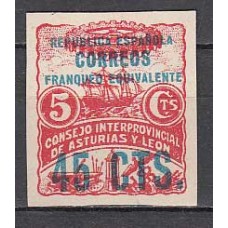 REPUBLICA ESPAÑOLA
CORREOS
FRANQUEO EQUIVALENTE
5 CTS
CONSEJO INTERPROVINCIAL
DE ASTURIAS Y LEON
45 CTS.